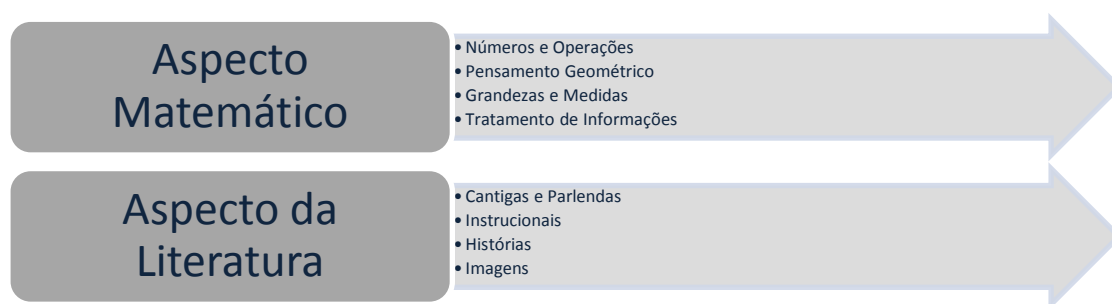 Aspecto
Matemático
• Números e Operações
• Pensamento Geométrico
• Grandezas e Medidas
• Tratamento de Informações
Aspecto da
Literatura
• Cantigas e Parlendas
• Instrucionais
• Histórias
• Imagens